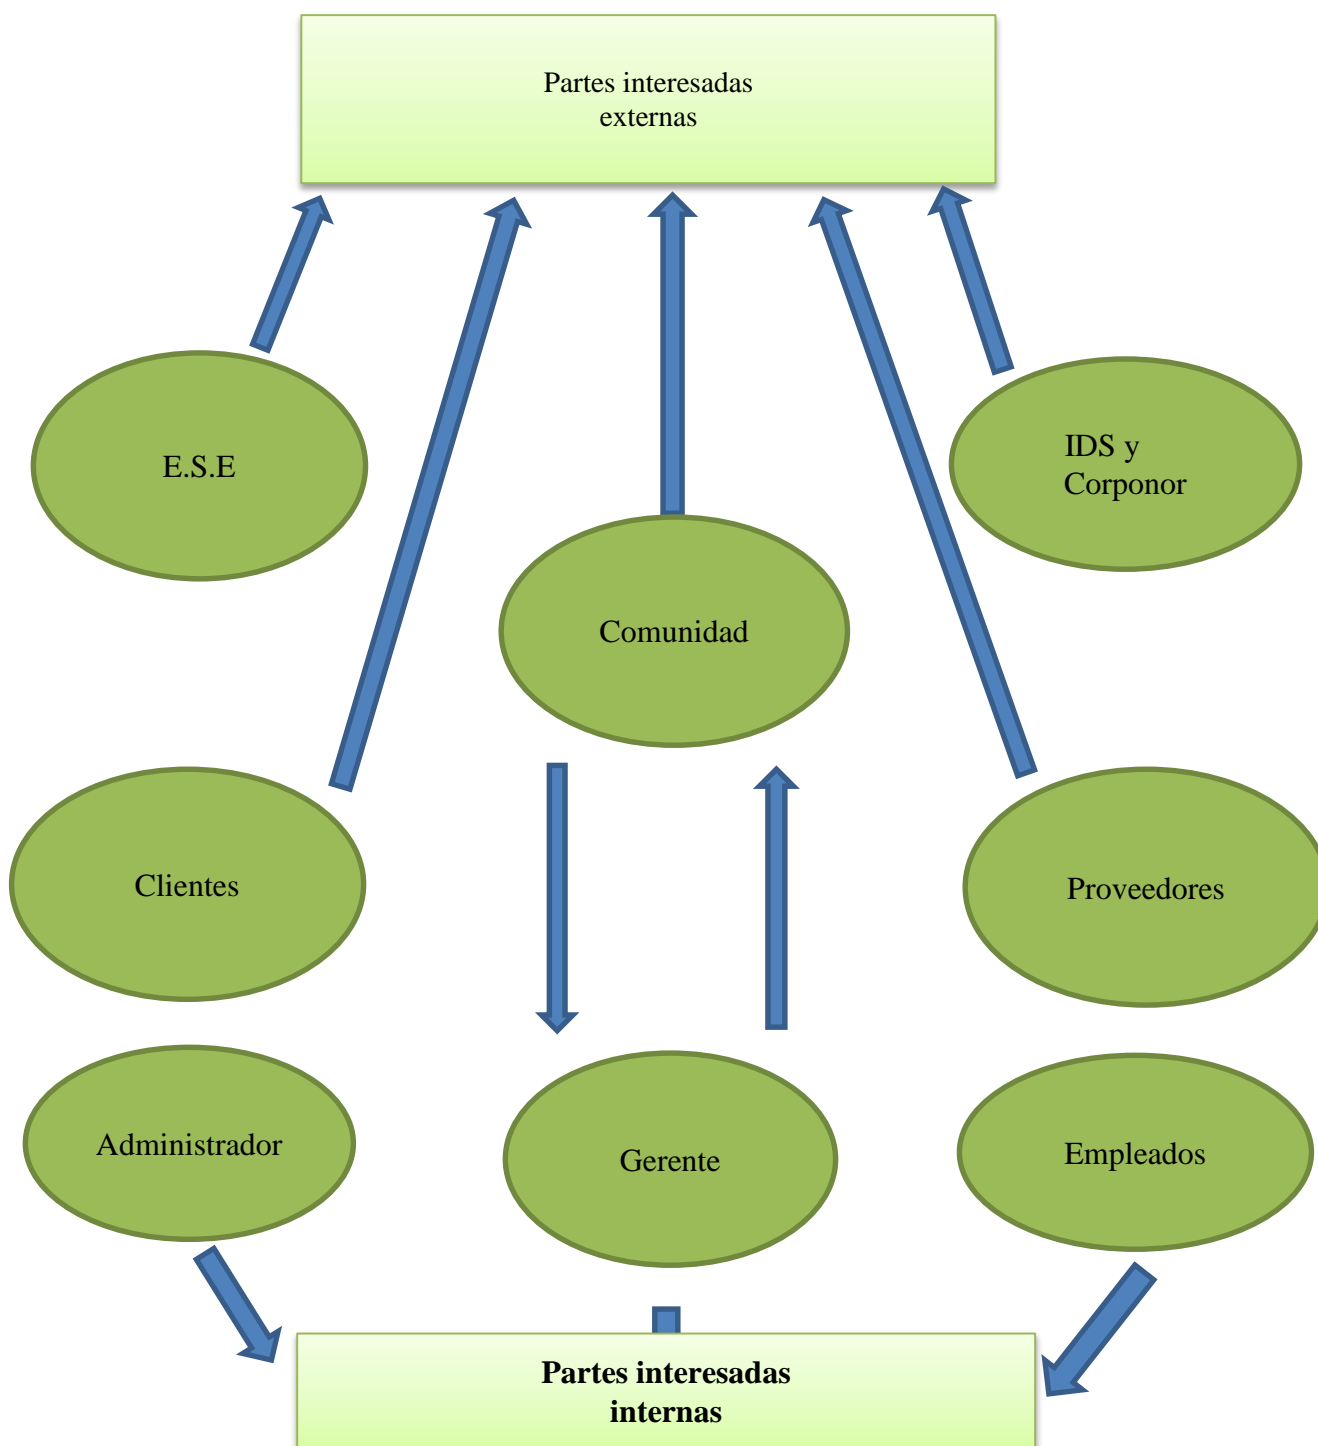 Partes interesadas
externas
E.S.E
IDS y
Corponor
Comunidad
Clientes
Proveedores
Administrador
Gerente
Empleados
Partes interesadas
internas